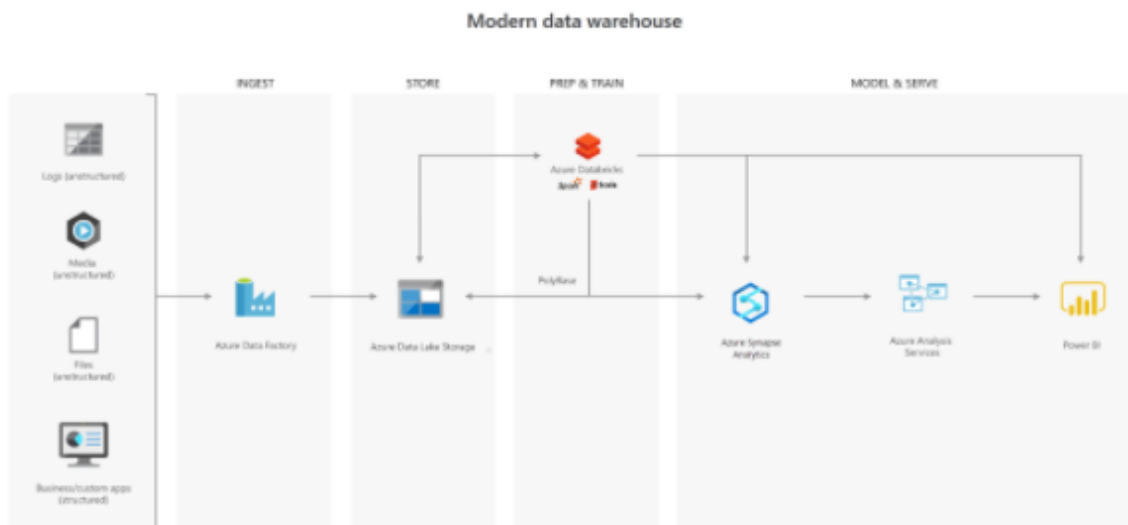 Modern data warehouse
INGEST
STORE
PREP & TRAIN
MODEL & SERVE
Logs (unstructured)
Media
(unstructured)
Files
(unstructured)
Business/custom apps
(structured)
Azure Data Factory
Azure Data Lake Storage
Azure Databricks
Spark
PolyBase
Azure Synapse
Analytics
Azure Analysis
Services
Power BI